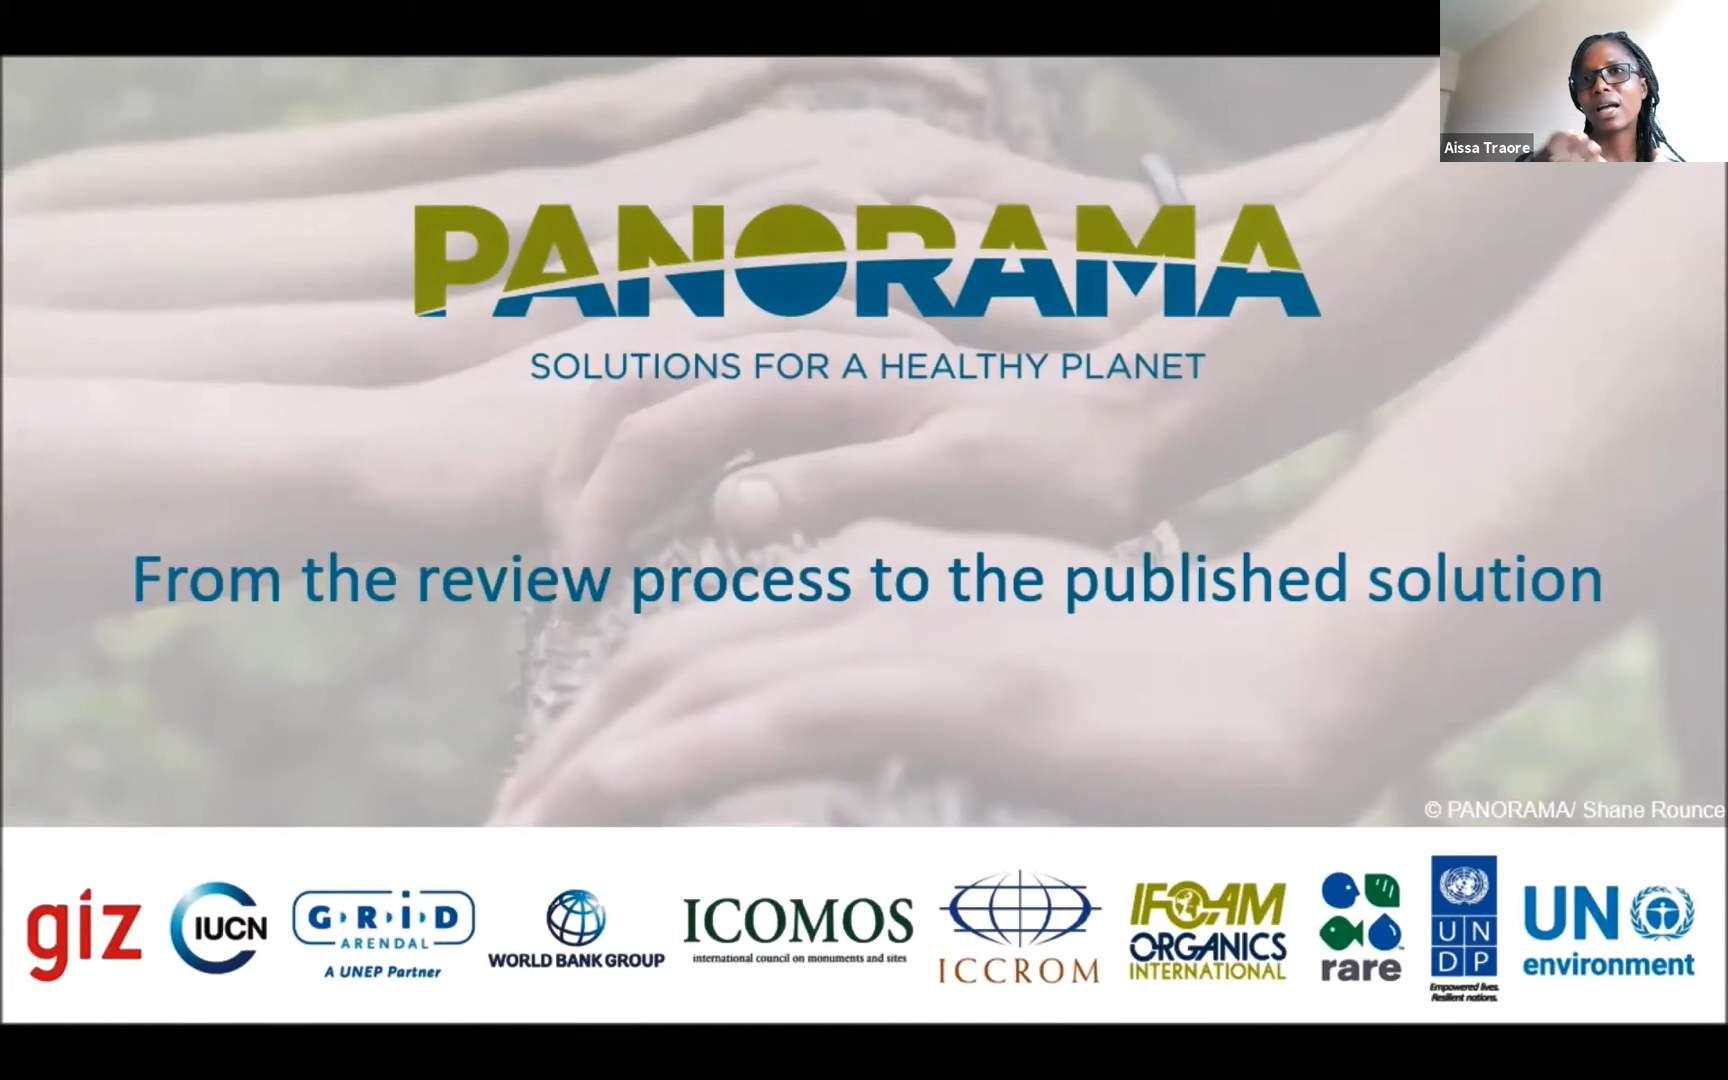 Aissa Traore
PANORAMA
SOLUTIONS FOR A HEALTHY PLANET
From the review process to the published solution
© PANORAMA/ Shane Rounce
giz
IUCN
GRiD
ARENDAL
A UNEP Partner
WORLD BANK GROUP
ICOMOS
international council on monuments and sites
ICCROM
IFOAM
ORGANICS
INTERNATIONAL
rare
UN
DP
Empowered lives.
Resilient nations.
UN
environment